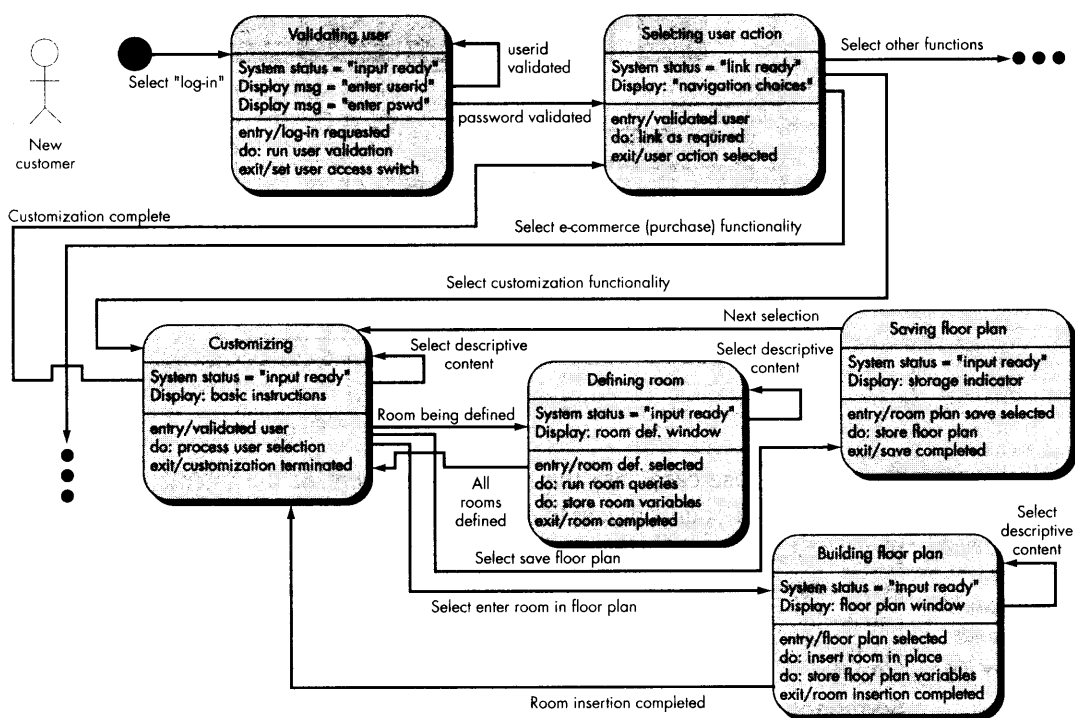 New
customer
Select "log-in"
Validating user
System status = "input ready"
Display msg = "enter userid"
Display msg = "enter pswd"
entry/log-in requested
do: run user validation
exit/set user access switch
userid
validated
password validated
Selecting user action
System status = "link ready"
Display: "navigation choices"
entry/validated user
do: link as required
exit/user action selected
Select other functions
Customization complete
Select e-commerce (purchase) functionality
Select customization functionality
Next selection
Customizing
System status = "input ready"
Display: basic instructions
entry/validated user
do: process user selection
exit/customization terminated
Select descriptive
content
Room being defined
All
rooms
defined
Defining room
System status = "input ready"
Display: room def. window
entry/room def. selected
do: run room queries
do: store room variables
exit/room completed
Select descriptive
content
Saving floor plan
System status = "input ready"
Display: storage indicator
entry/room plan save selected
do: store floor plan
exit/save completed
Select save floor plan
Select enter room in floor plan
Building floor plan
System status = "input ready"
Display: floor plan window
entry/floor plan selected
do: insert room in place
do: store floor plan variables
exit/room insertion completed
Select
descriptive
content
Room insertion completed